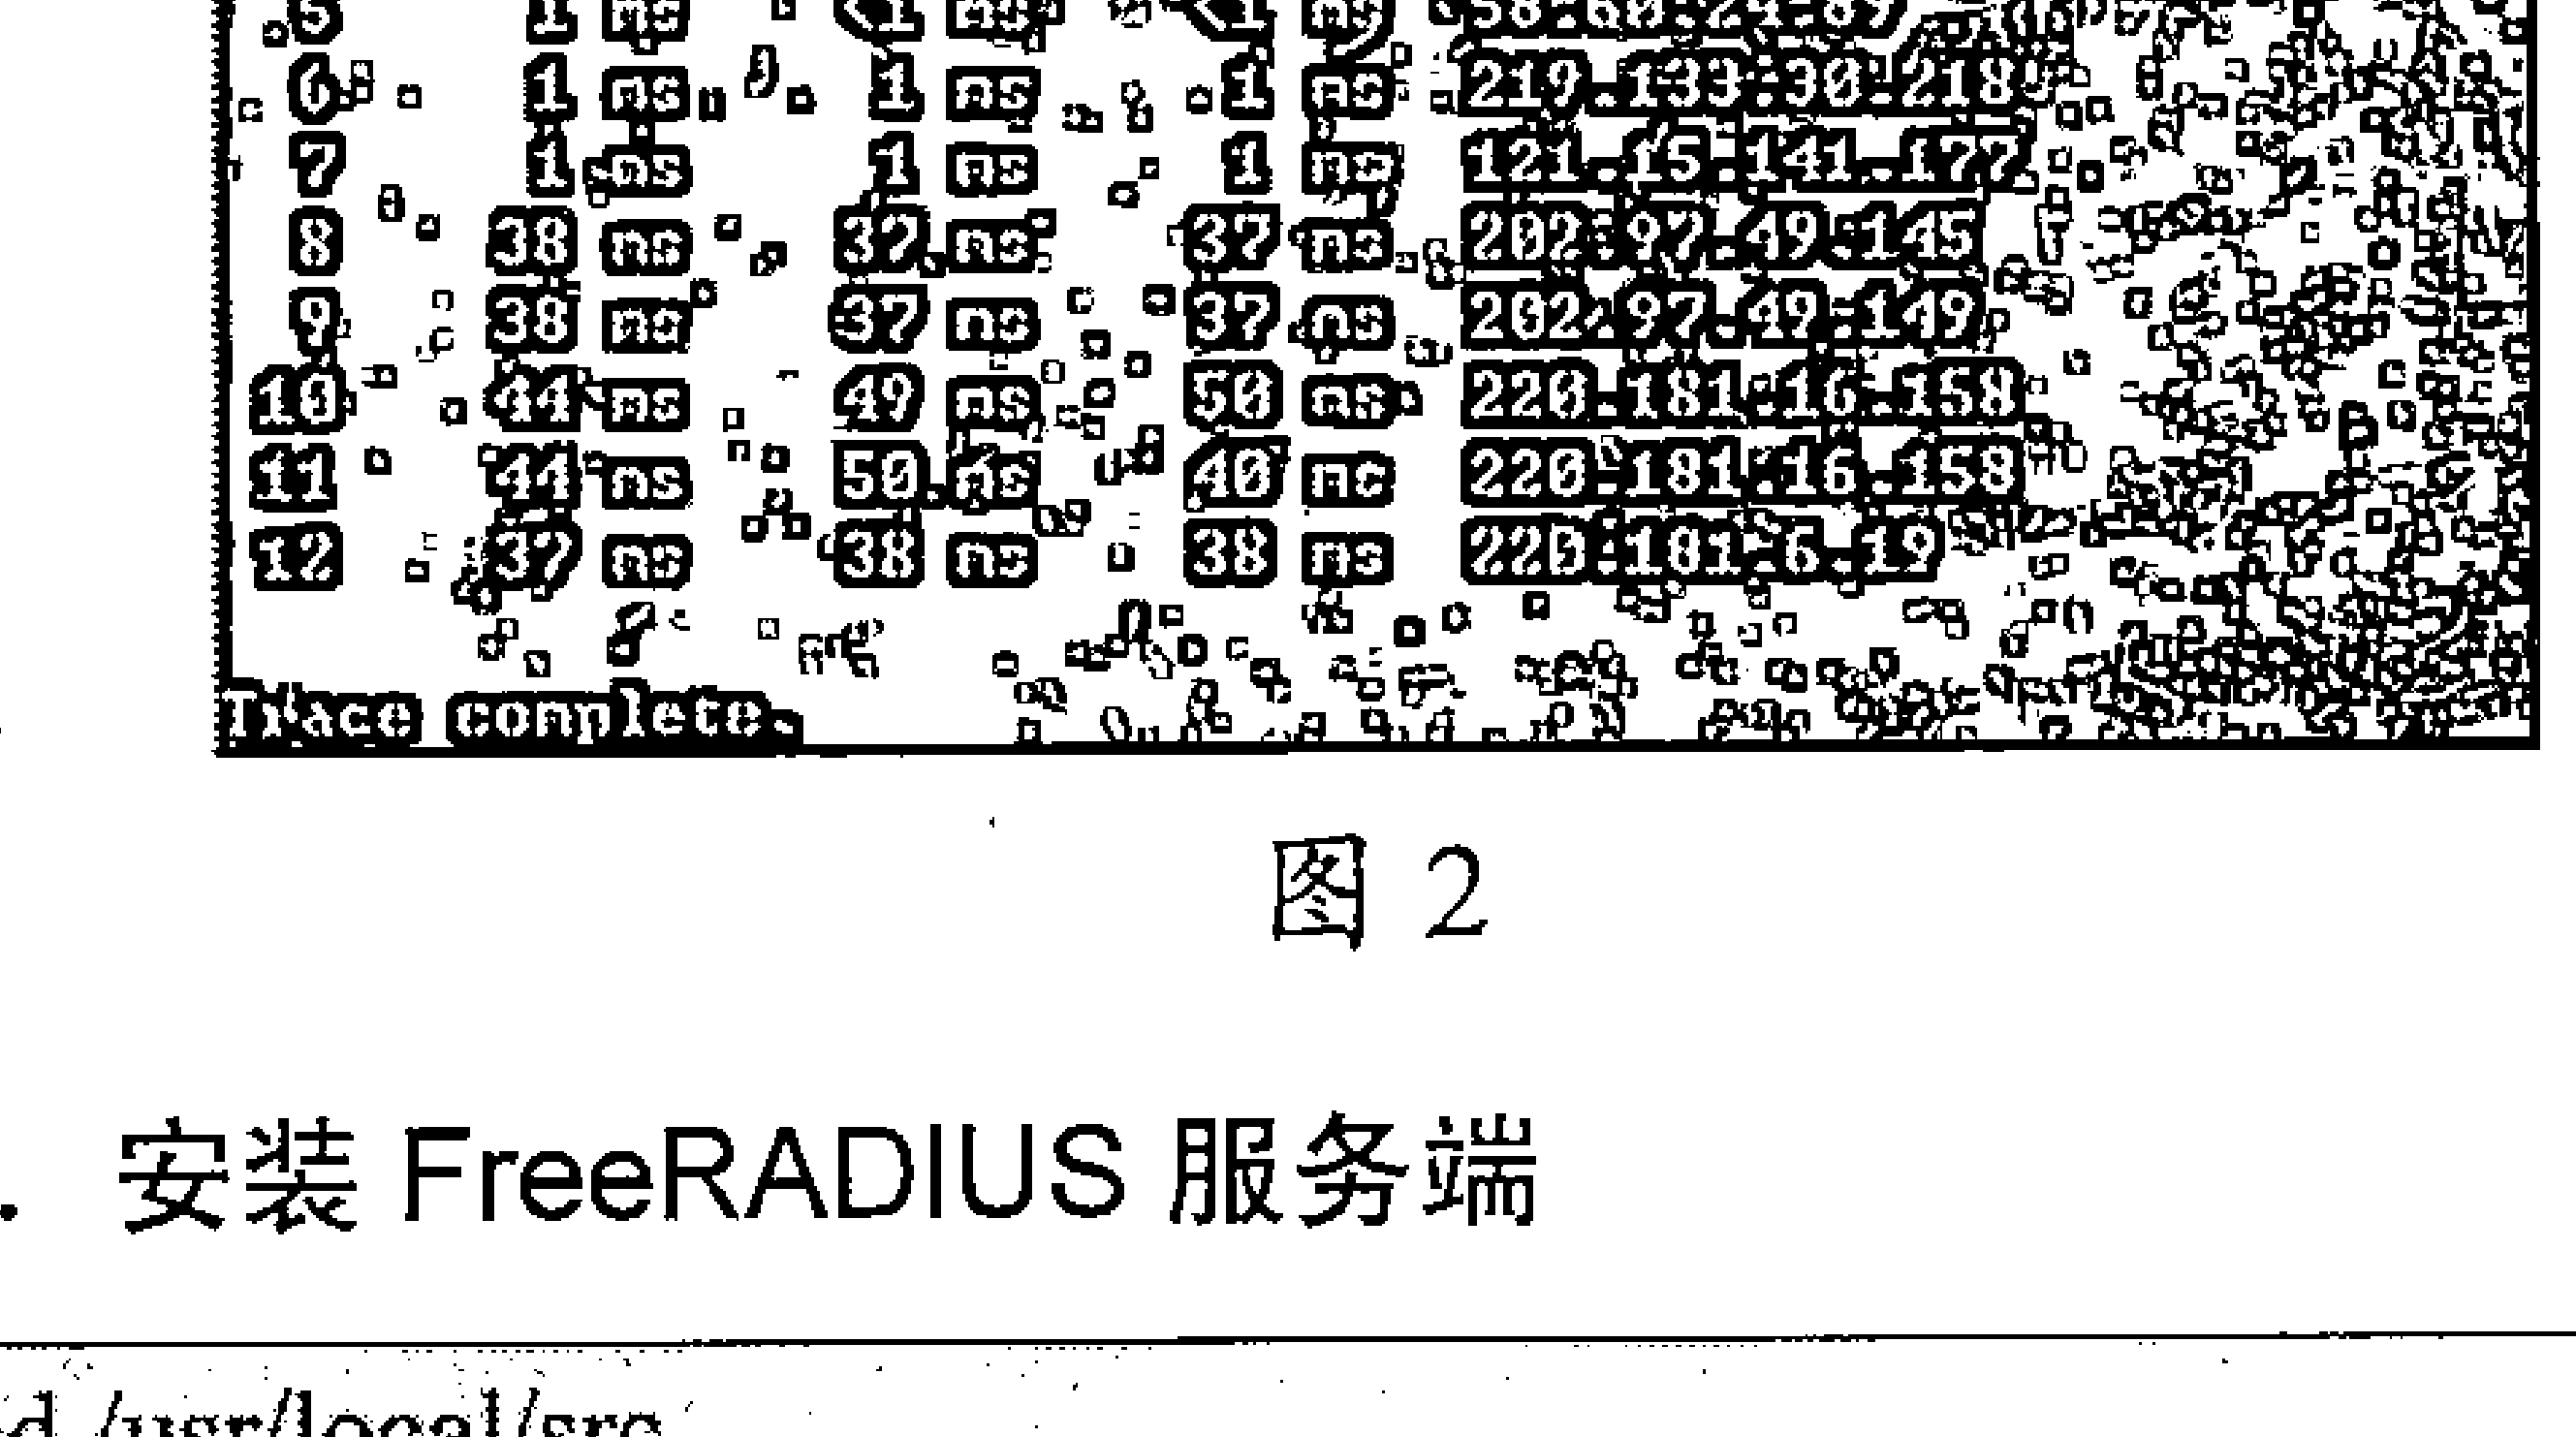 6 1 ms 1 ms 1 ms 219.133.30.218
7 1 ms 1 ms 1 ms 121.15.141.177
8 38 ms 37 ms 37 ms 202.97.49.145
9 38 ms 37 ms 37 ms 202.97.49.149
10 44 ms 49 ms 50 ms 220.181.16.158
11 44 ms 50 ms 40 ms 220.181.16.158
12 37 ms 38 ms 38 ms 220.181.6.19
Trace complete.
图 2
. 安装 FreeRADIUS 服务端
d /usr/local/src